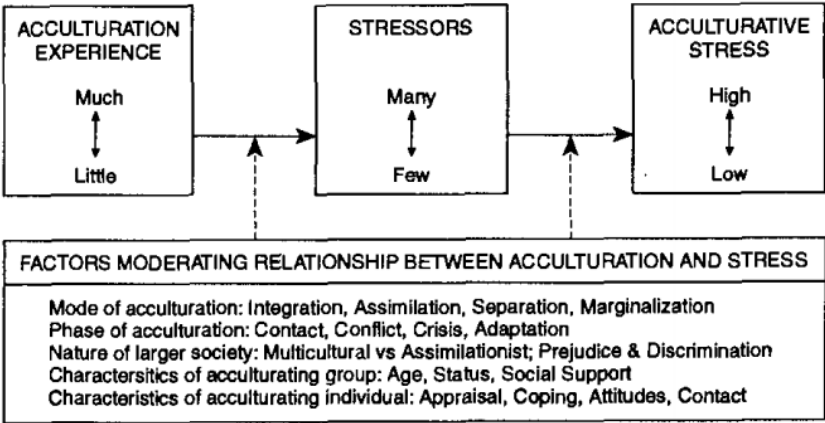 ACCULTURATION
EXPERIENCE
Much
Little
STRESSORS
Many
Few
ACCULTURATIVE
STRESS
High
Low
FACTORS MODERATING RELATIONSHIP BETWEEN ACCULTURATION AND STRESS
Mode of acculturation: Integration, Assimilation, Separation, Marginalization
Phase of acculturation: Contact, Conflict, Crisis, Adaptation
Nature of larger society: Multicultural vs Assimilationist; Prejudice & Discrimination
Charactersitics of acculturating group: Age, Status, Social Support
Characteristics of acculturating individual: Appraisal, Coping, Attitudes, Contact